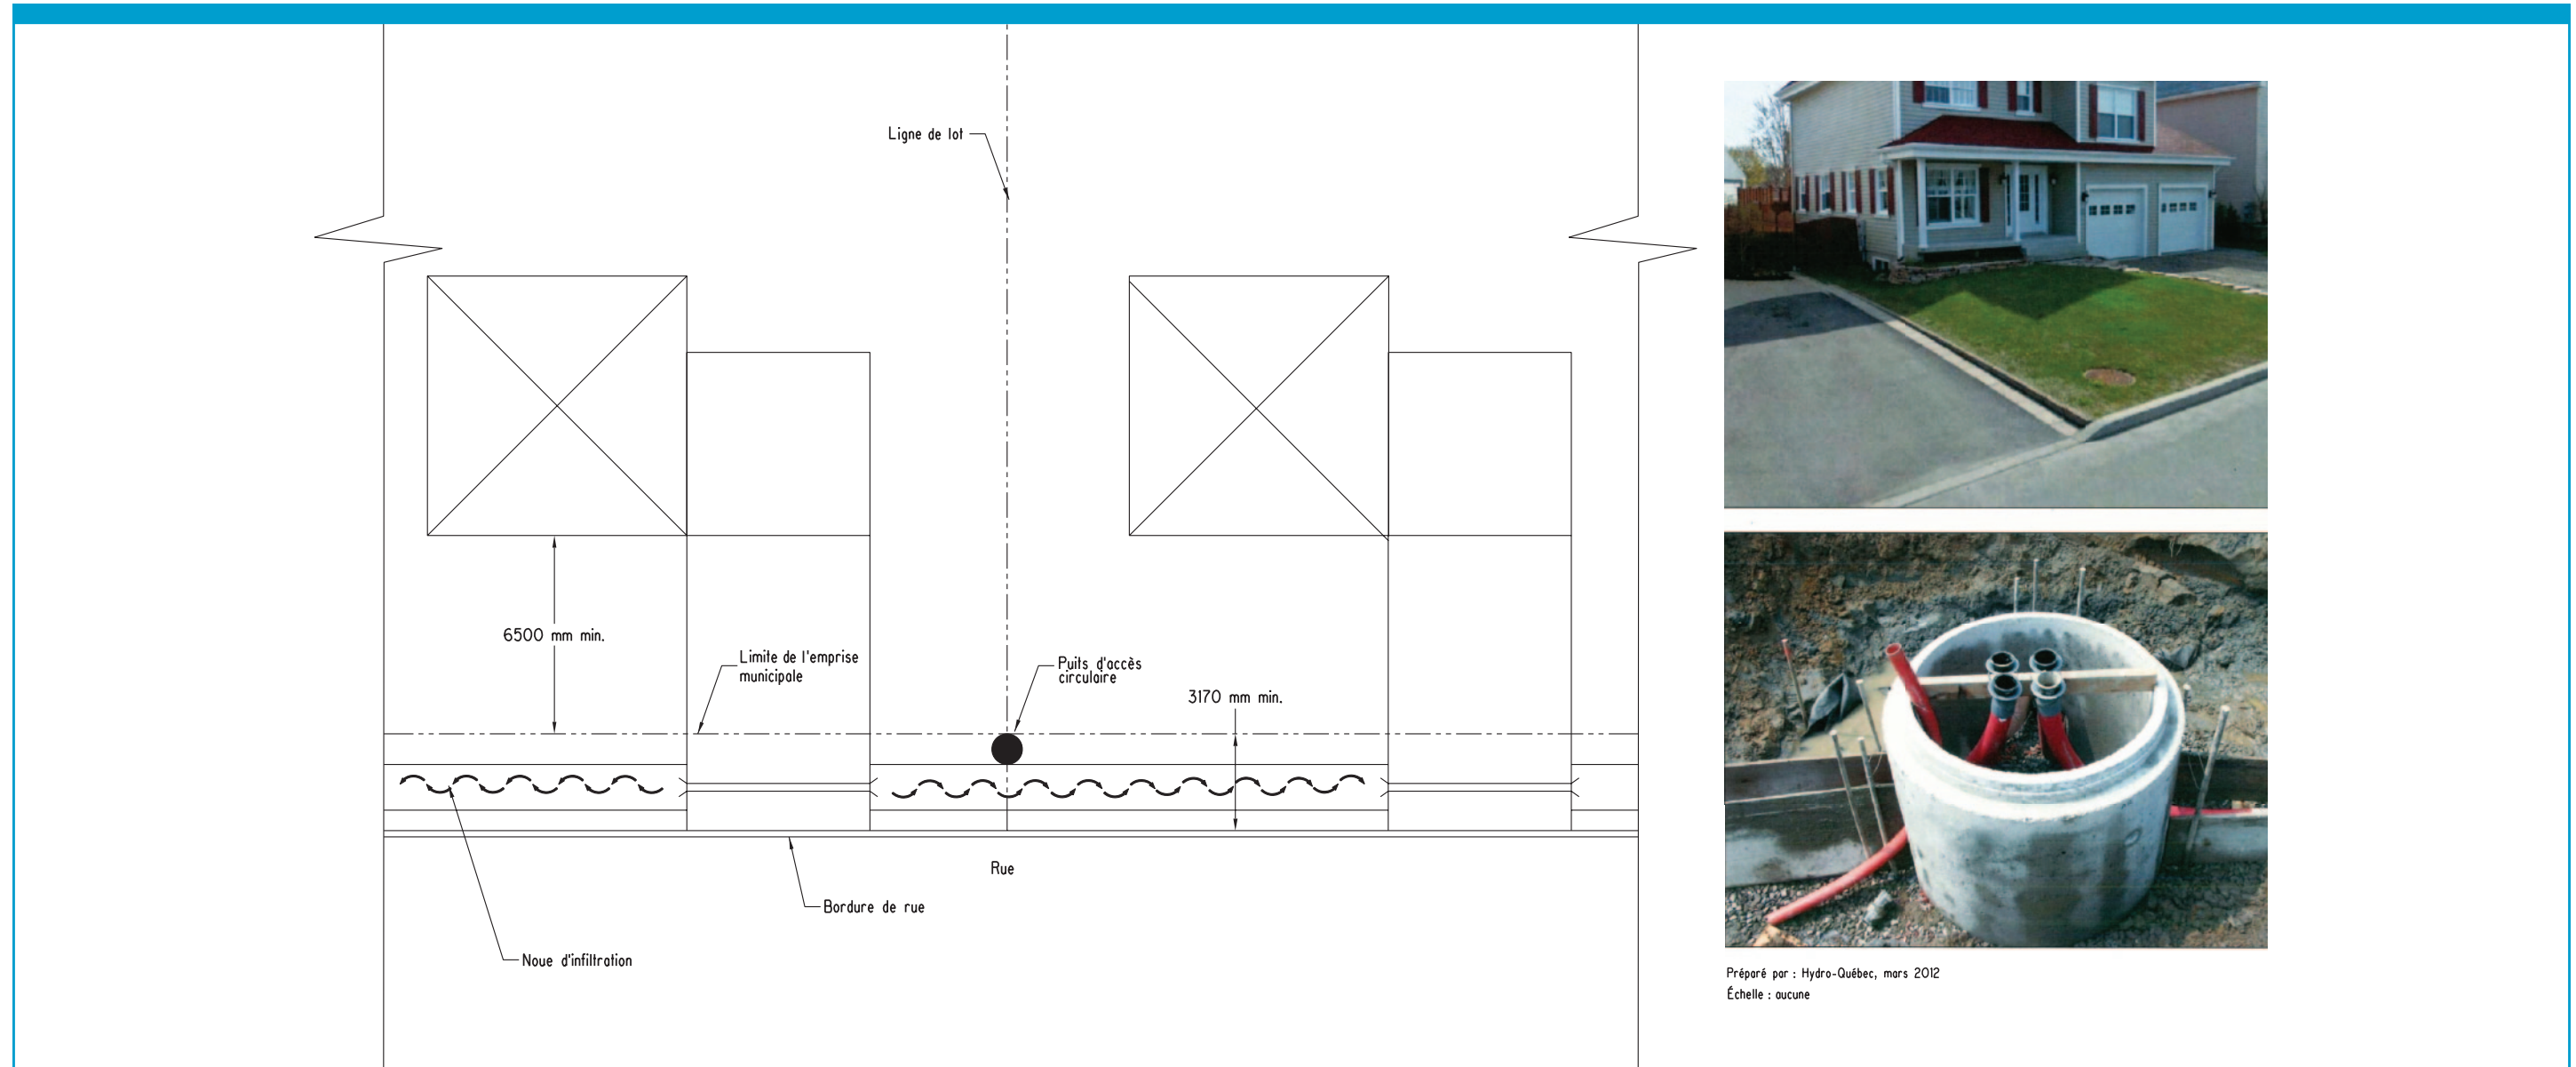 Ligne de lot
6500 mm min.
Limite de l'emprise
municipale
Puits d'accès
circulaire
3170 mm min.
Rue
Bordure de rue
Noue d'infiltration
Préparé par : Hydro-Québec, mars 2012
Échelle : aucune